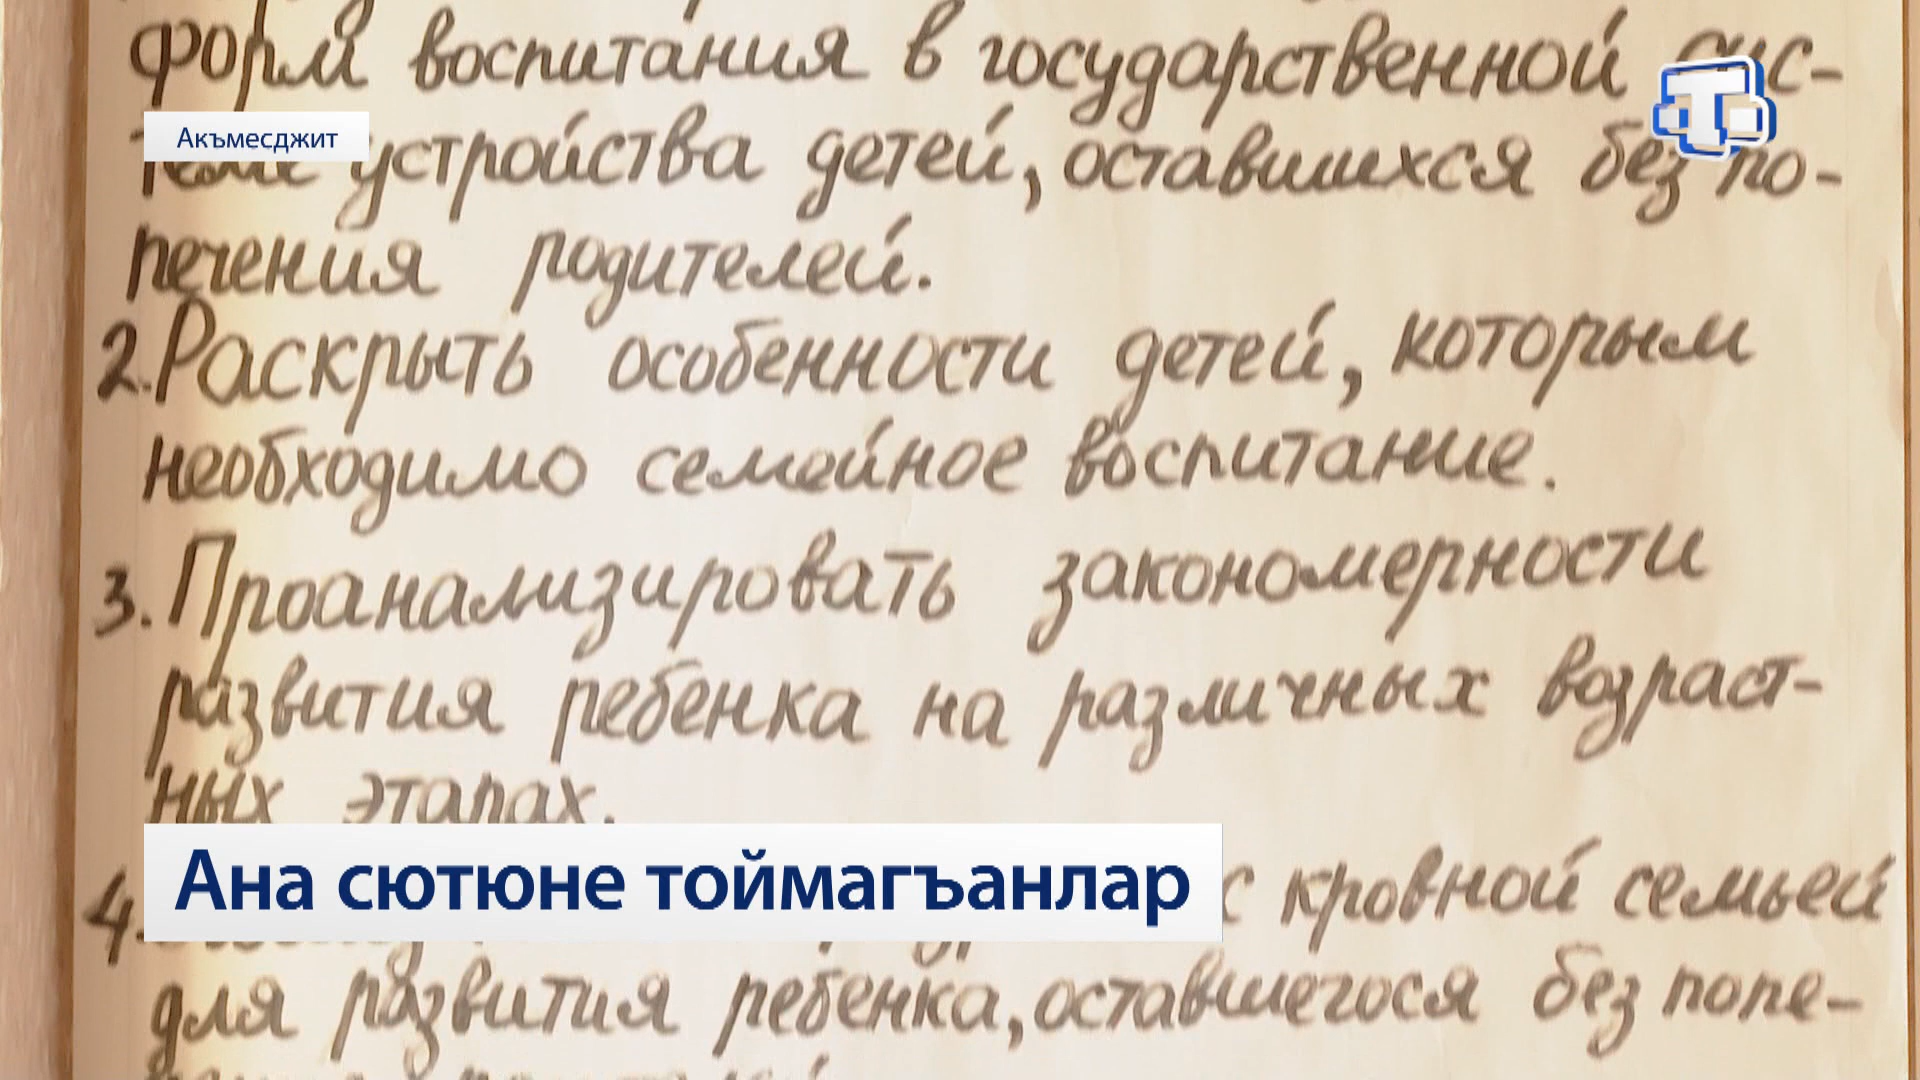 форм воспитания в государственной сис-
Акъмесджит
теме устройства детей, оставшихся без по-
печения родителей.
2. Раскрыть особенности детей, которым
необходимо семейное воспитание.
3. Проанализировать закономерности
развития ребенка на различных возраст-
ных этапах.
Ана сютюне тоймагъанлар
4. с кровной семьей
для развития ребенка, оставшегося без попе-